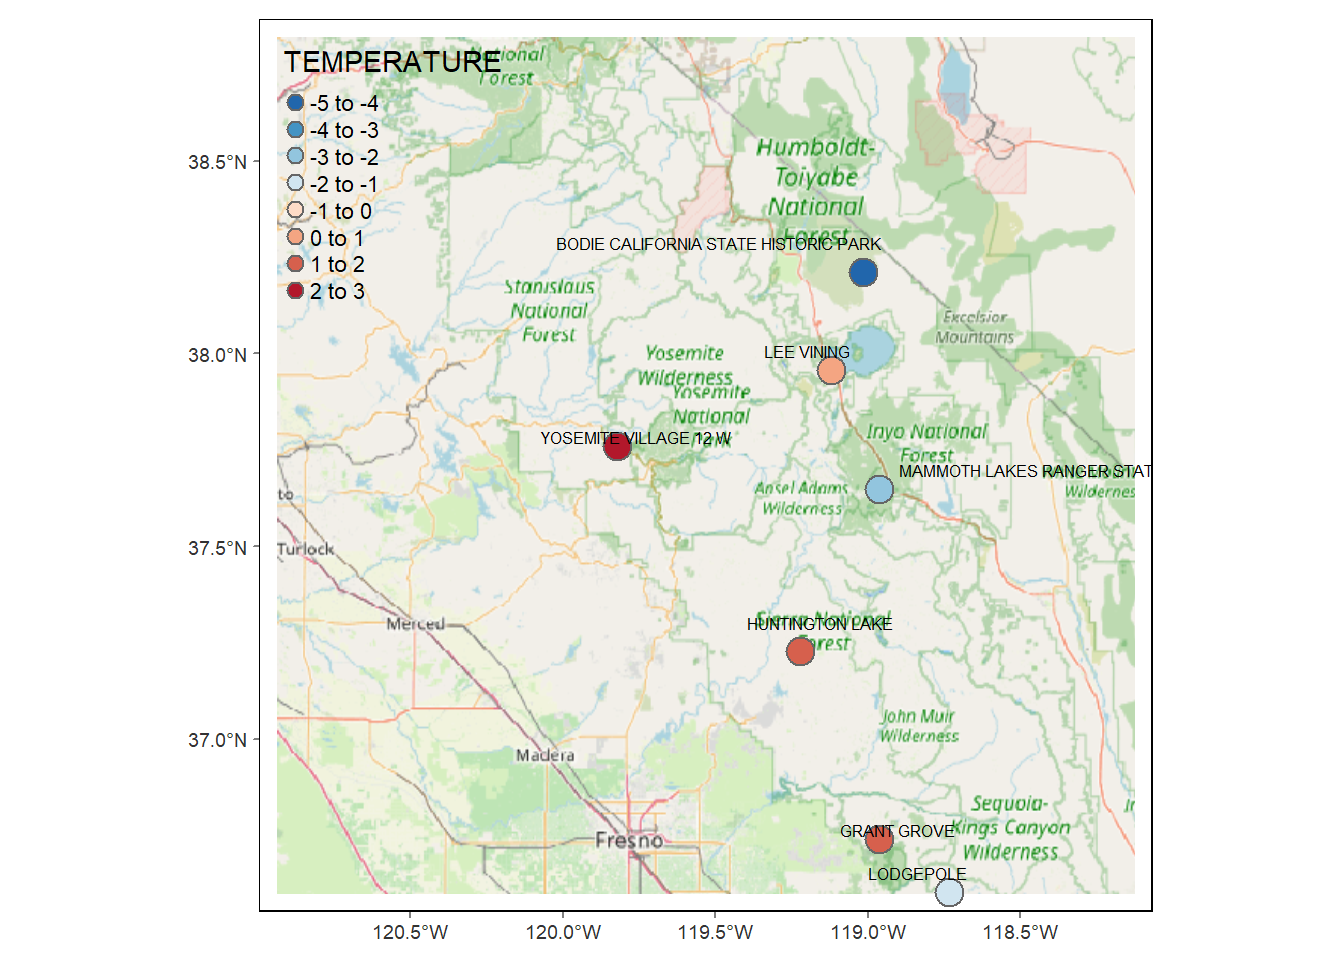 TEMPERATURE
-5 to -4
-4 to -3
-3 to -2
-2 to -1
-1 to 0
0 to 1
1 to 2
2 to 3
National
Forest
Humboldt-
Toiyabe
National
Forest
BODIE CALIFORNIA STATE HISTORIC PARK
Stanislaus
National
Forest
Excelsior
Mountains
LEE VINING
Yosemite
Wilderness
Yosemite
National
YOSEMITE VILLAGE 12 W
Inyo National
Forest
MAMMOTH LAKES RANGER STAT
Ansel Adams
Wilderness
to
Turlock
Merced
Sierra National
Forest
HUNTINGTON LAKE
John Muir
Wilderness
Madera
Fresno
GRANT GROVE
Sequoia-
Kings Canyon
Wilderness
LODGEPOLE
38.5°N
38.0°N
37.5°N
37.0°N
120.5°W
120.0°W
119.5°W
119.0°W
118.5°W